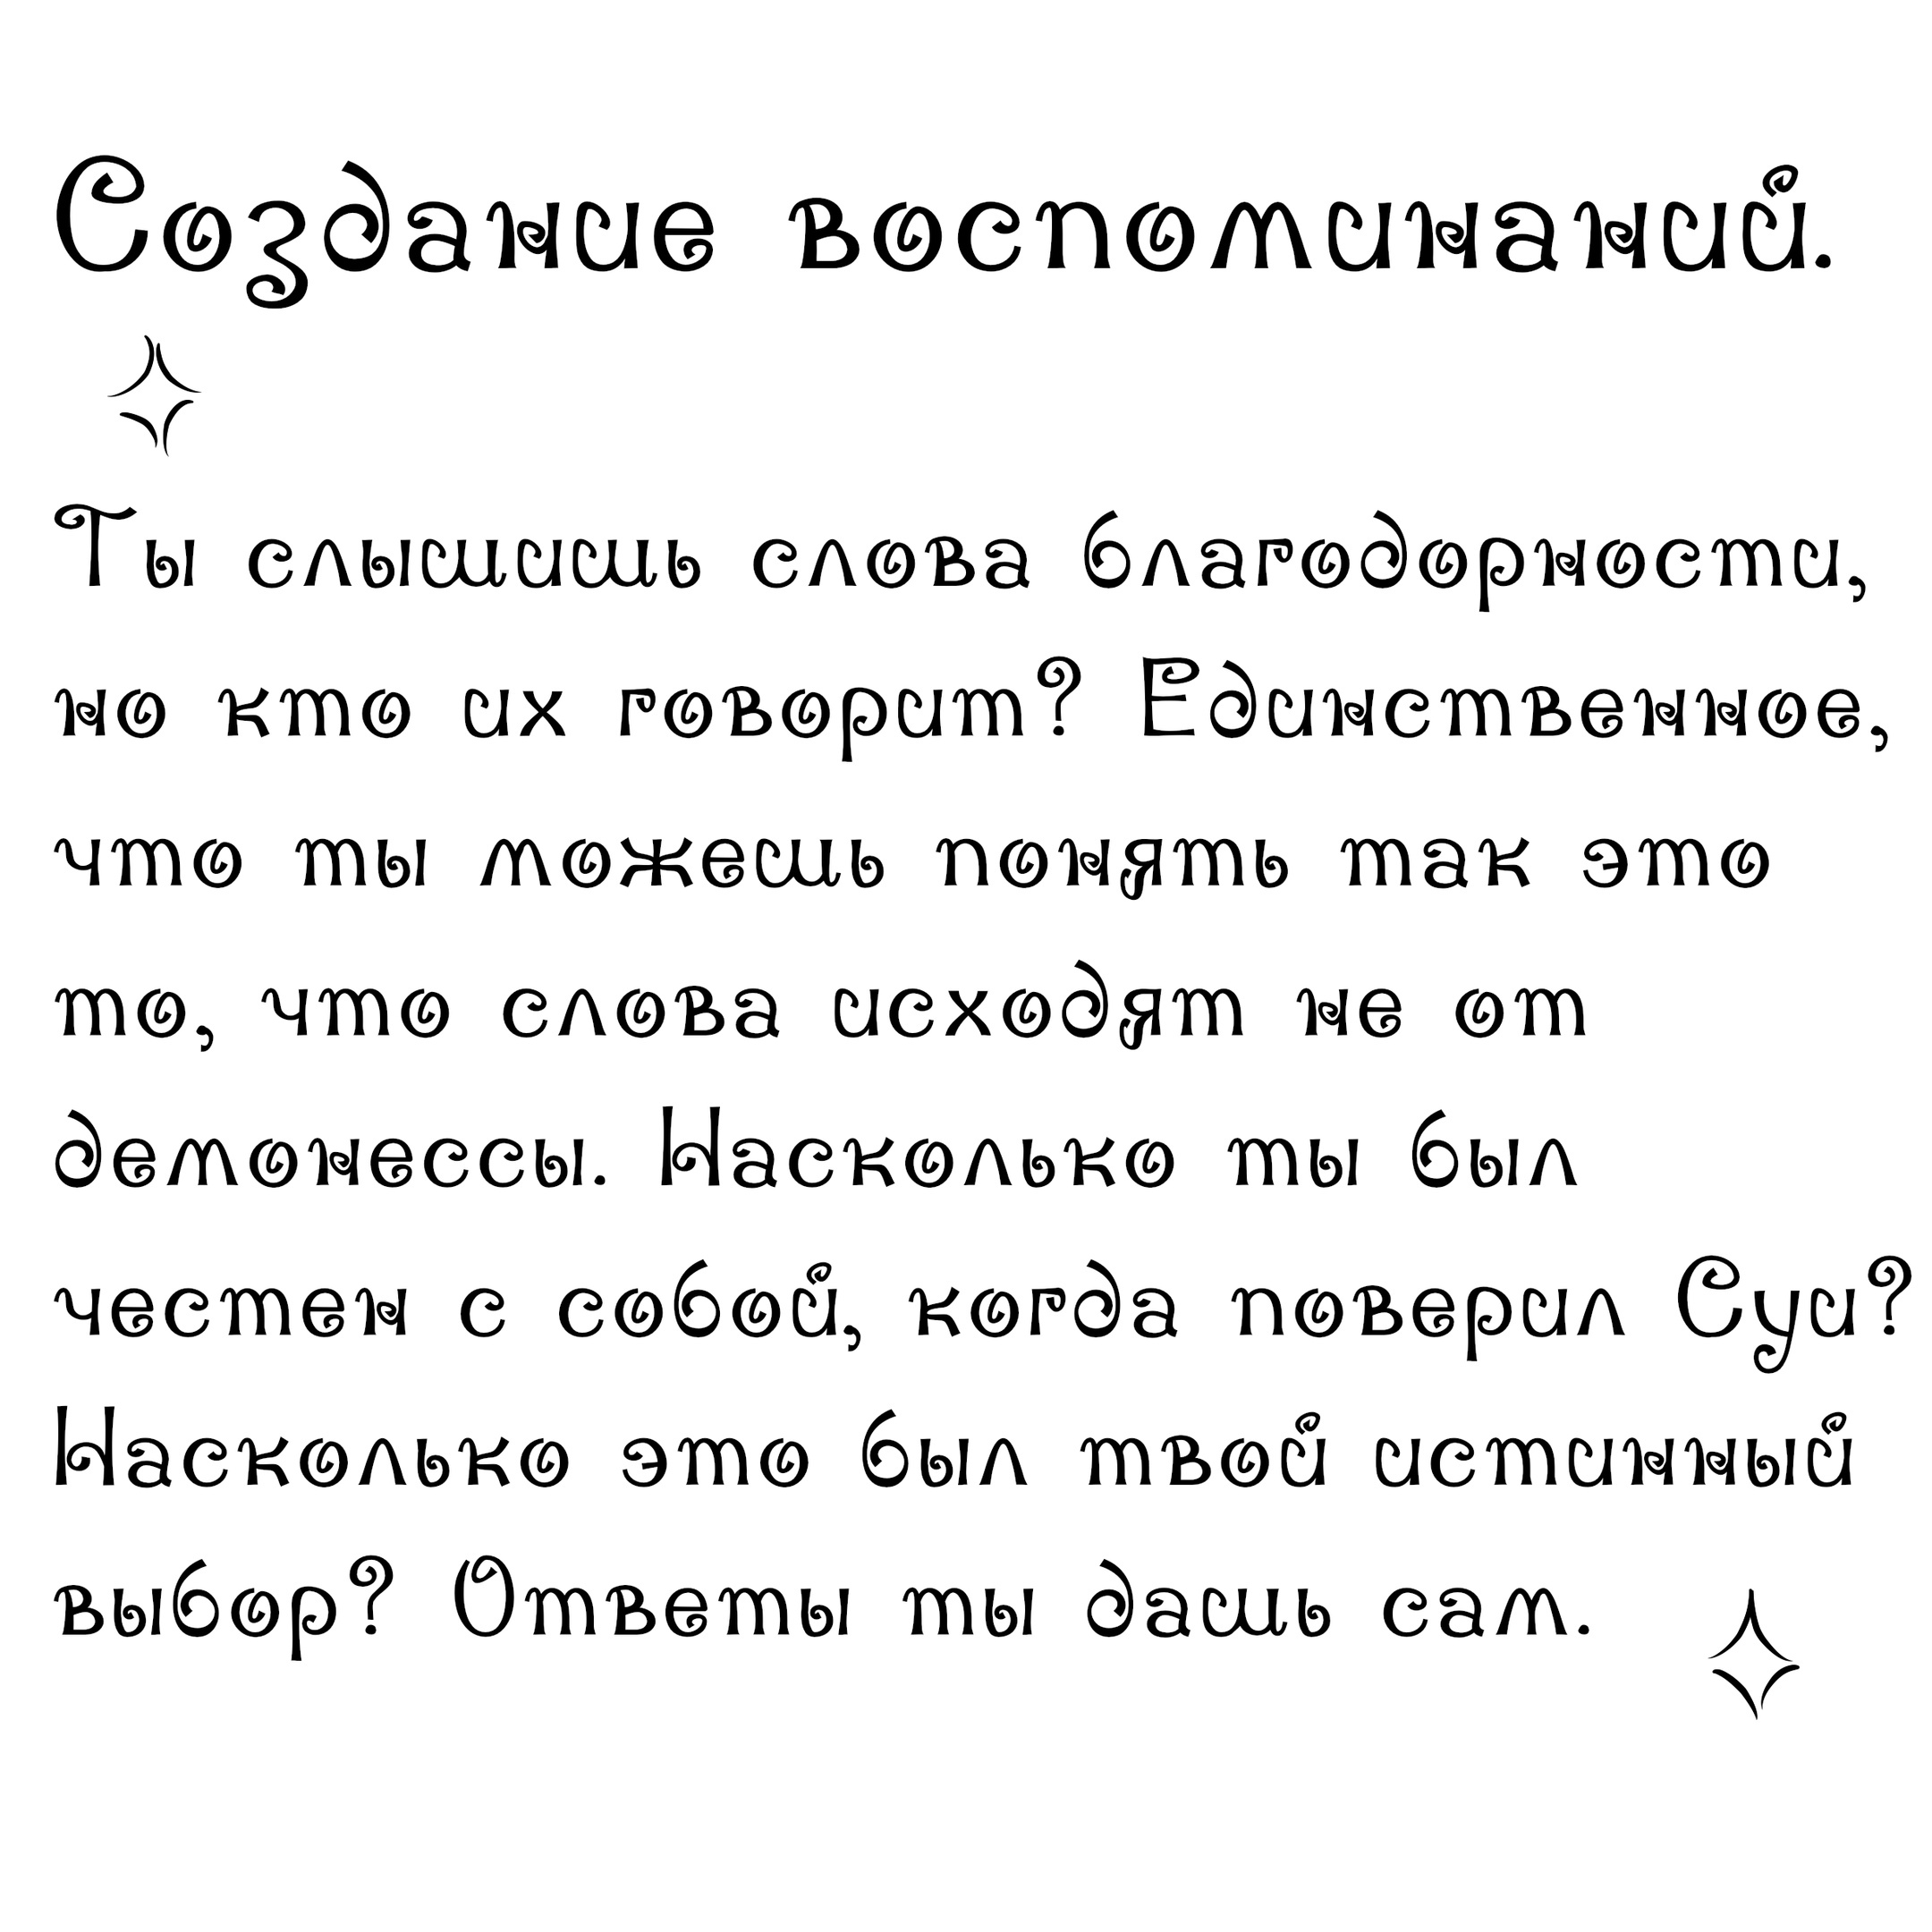 Создание воспоминаний.
Ты слышишь слова благодорности,
но кто их говорит? Единственное,
что ты можешь понять так это
то, что слова исходят не от
демонессы. Насколько ты был
честен с собой, когда поверил Суи?
Насколько это был твой истинный
выбор? Ответы ты дашь сам.